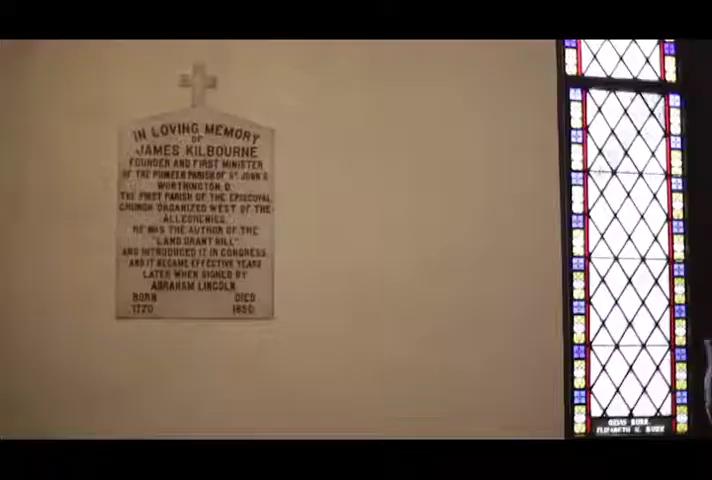 IN LOVING MEMORY
OF
JAMES KILBOURNE
FOUNDER AND FIRST MINISTER
OF THE PIONEER PARISH OF ST JOHN'S
WORTHINGTON O.
THE FIRST PARISH OF THE EPISCOPAL
CHURCH ORGANIZED WEST OF THE
ALLEGHENIES.
HE WAS THE AUTHOR OF THE
"LAND GRANT BILL"
AND INTRODUCED IT IN CONGRESS.
AND IT BECAME EFFECTIVE YEARS
LATER WHEN SIGNED BY
ABRAHAM LINCOLN
BORN DIED
1770 1850
BURR
ELIZABETH BURR